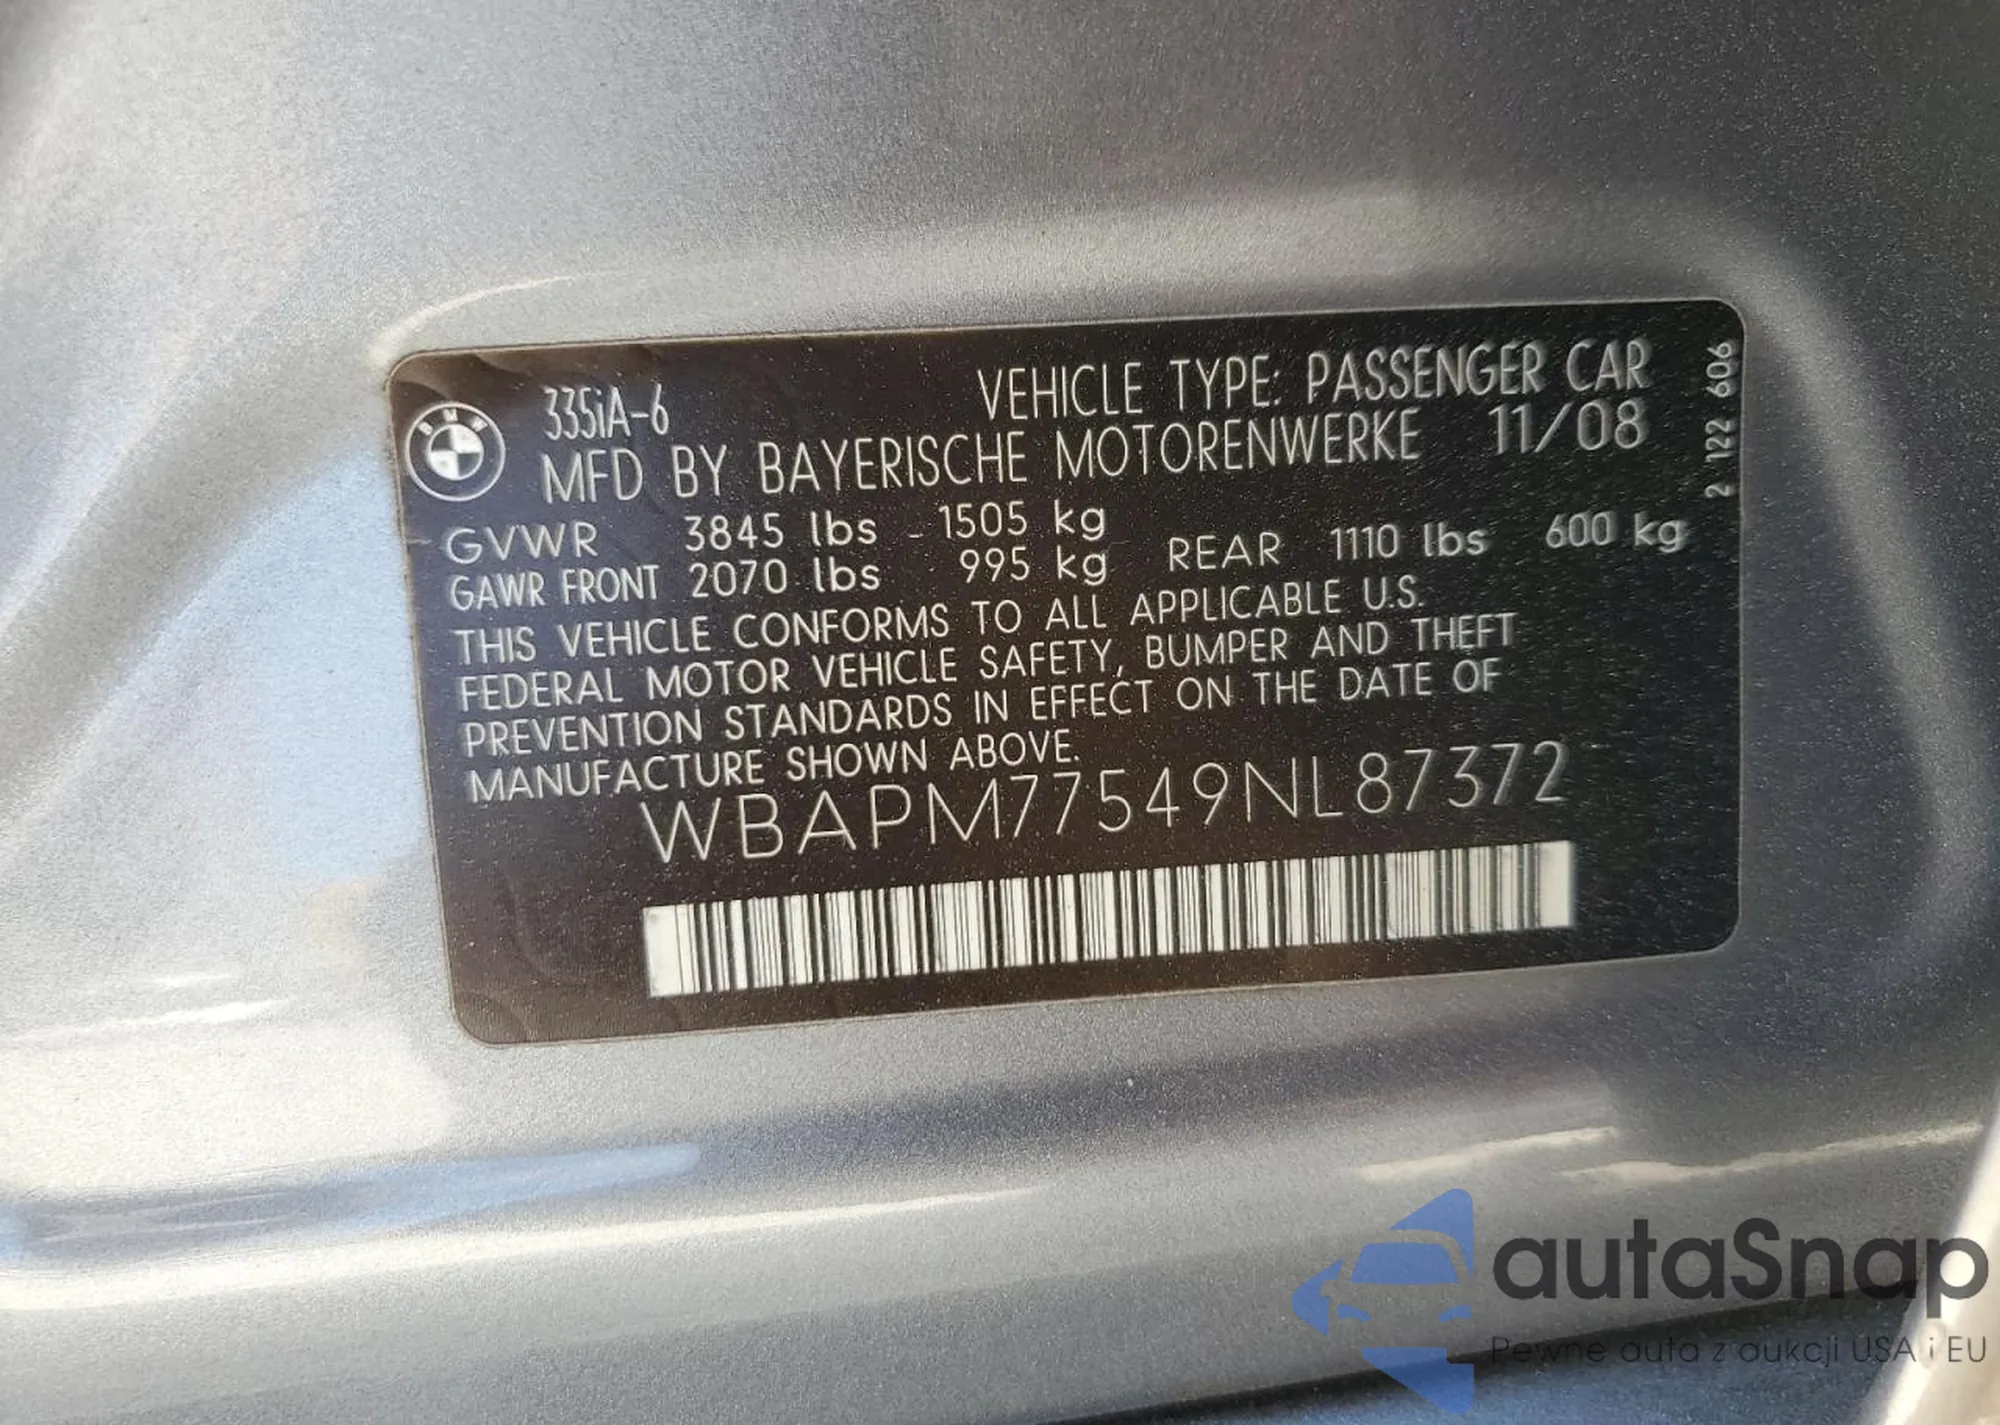 335iA-6 VEHICLE TYPE: PASSENGER CAR
MFD BY BAYERISCHE MOTORENWERKE 11/08
GVWR 3845 lbs - 1505 kg
GAWR FRONT 2070 lbs 995 kg REAR 1110 lbs 600 kg
THIS VEHICLE CONFORMS TO ALL APPLICABLE U.S.
FEDERAL MOTOR VEHICLE SAFETY, BUMPER AND THEFT
PREVENTION STANDARDS IN EFFECT ON THE DATE OF
MANUFACTURE SHOWN ABOVE.
WBAPM77549NL87372
2 122 606
BMW
autaSnap
Pewne auta z aukcji USA i EU